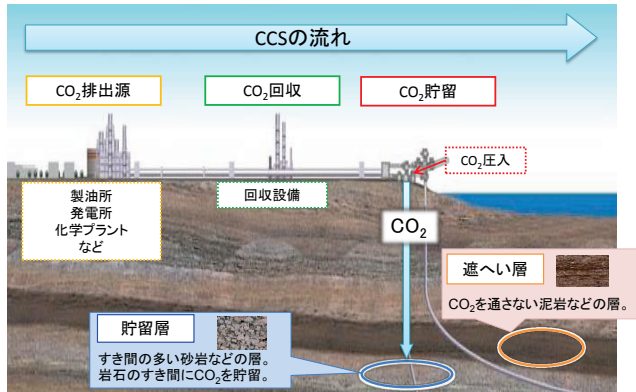 CCSの流れ
CO₂排出源
CO₂回収
CO₂貯留
CO₂圧入
製油所
発電所
化学プラント
など
回収設備
CO₂
遮へい層
CO₂を通さない泥岩などの層。
貯留層
すき間の多い砂岩などの層。
岩石のすき間にCO₂を貯留。